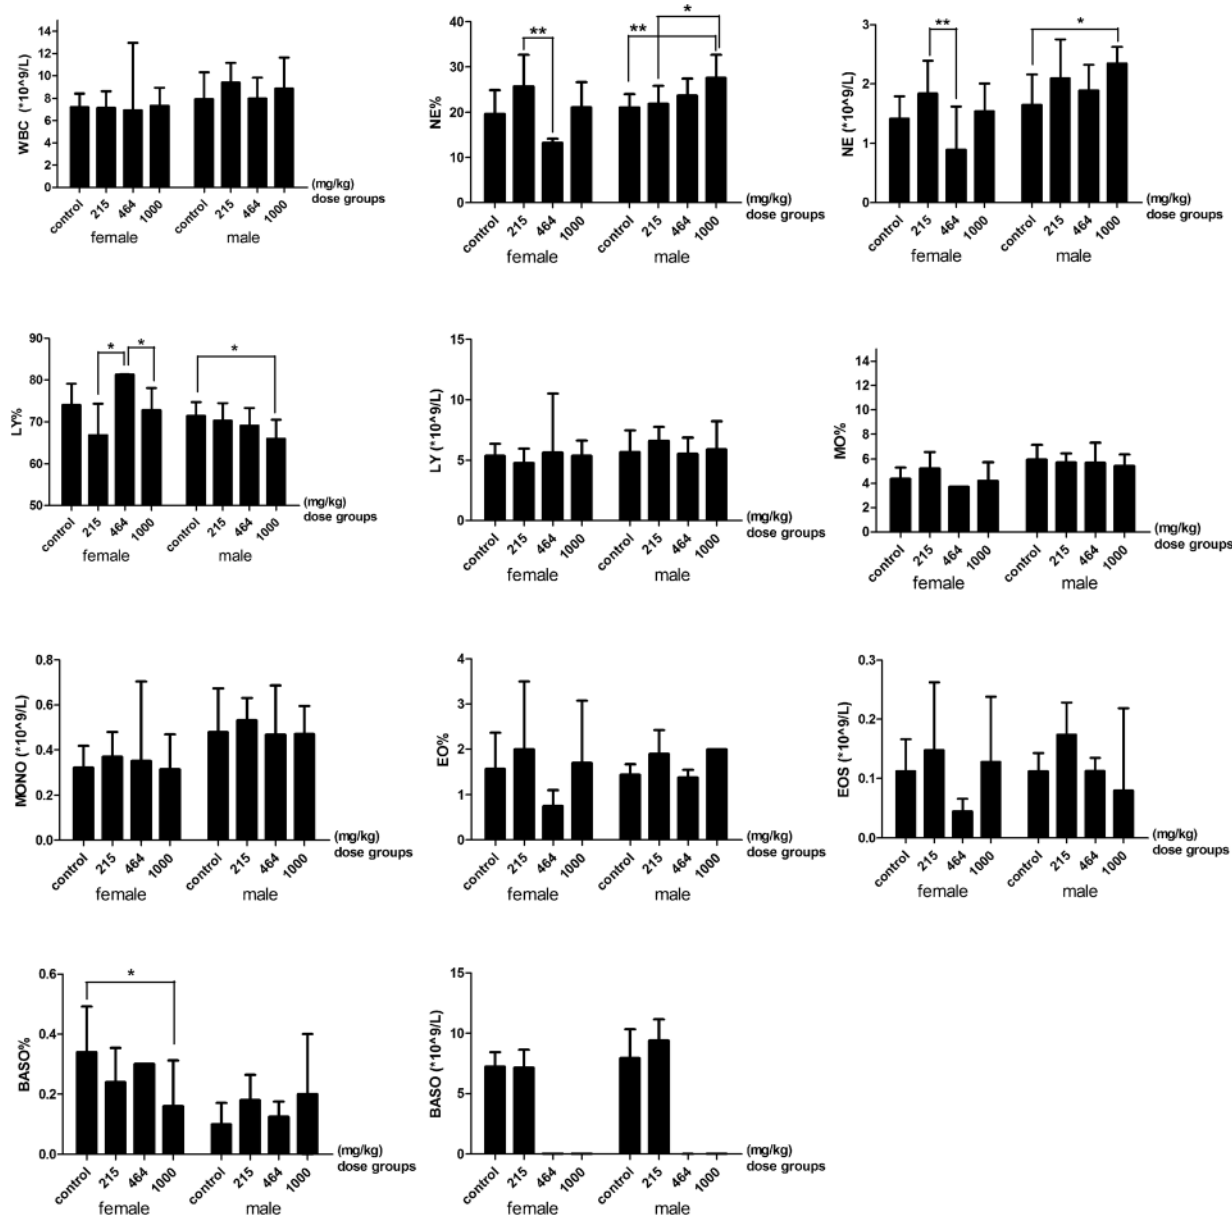 WBC (*10^9/L)
14
12
10
8
6
4
2
0
control 215 464 1000 control 215 464 1000
(mg/kg)
dose groups
female male
NE%
40
30
20
10
0
** ** *
control 215 464 1000 control 215 464 1000
(mg/kg)
dose groups
female male
NE (*10^9/L)
3
2
1
0
** *
control 215 464 1000 control 215 464 1000
(mg/kg)
dose groups
female male
LY%
90
80
70
60
50
* * *
control 215 464 1000 control 215 464 1000
(mg/kg)
dose groups
female male
LY (*10^9/L)
15
10
5
0
control 215 464 1000 control 215 464 1000
(mg/kg)
dose groups
female male
MO%
14
12
10
8
6
4
2
0
control 215 464 1000 control 215 464 1000
(mg/kg)
dose groups
female male
MONO (*10^9/L)
0.8
0.6
0.4
0.2
0.0
control 215 464 1000 control 215 464 1000
(mg/kg)
dose groups
female male
EO%
4
3
2
1
0
control 215 464 1000 control 215 464 1000
(mg/kg)
dose groups
female male
EOS (*10^9/L)
0.3
0.2
0.1
0.0
control 215 464 1000 control 215 464 1000
(mg/kg)
dose groups
female male
BASO%
0.6
0.4
0.2
0.0
*
control 215 464 1000 control 215 464 1000
(mg/kg)
dose groups
female male
BASO (*10^9/L)
15
10
5
0
control 215 464 1000 control 215 464 1000
(mg/kg)
dose groups
female male